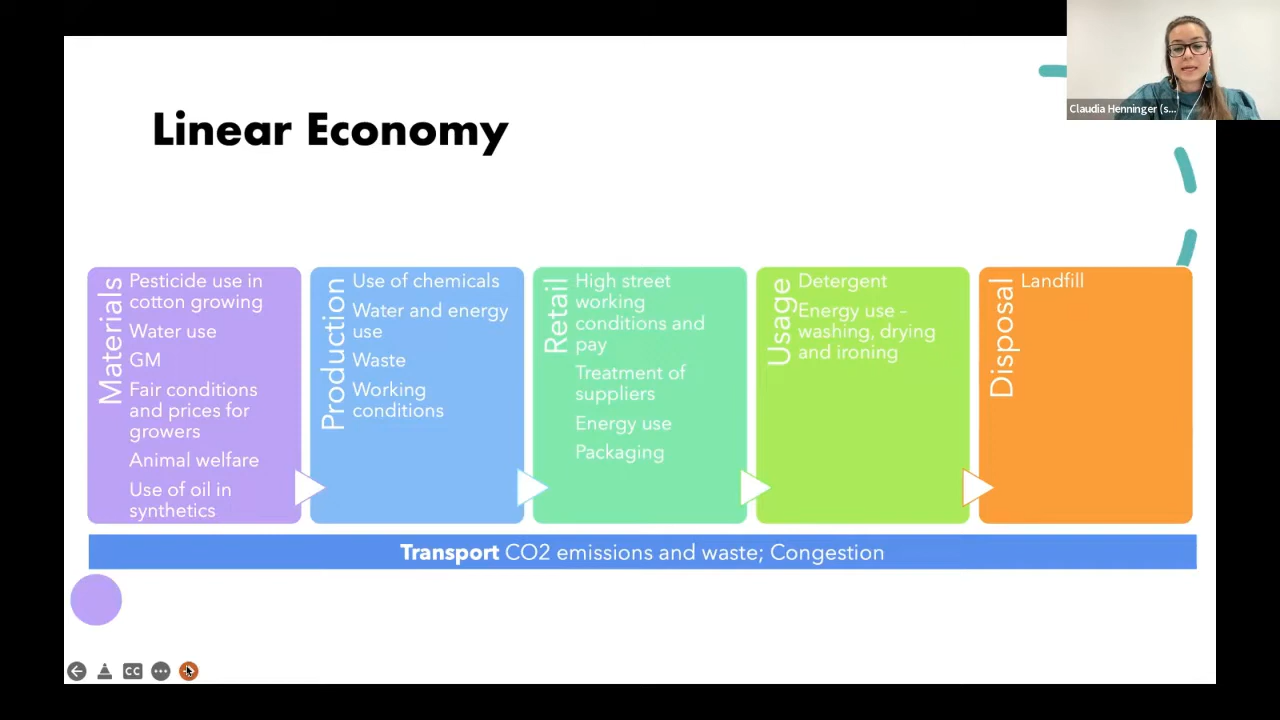 Linear Economy
Claudia Henninger (s...
Materials
Pesticide use in
cotton growing
Water use
GM
Fair conditions
and prices for
growers
Animal welfare
Use of oil in
synthetics
Production
Use of chemicals
Water and energy
use
Waste
Working
conditions
Retail
High street
working
conditions and
pay
Treatment of
suppliers
Energy use
Packaging
Usage
Detergent
Energy use –
washing, drying
and ironing
Disposal
Landfill
Transport CO2 emissions and waste; Congestion
CC